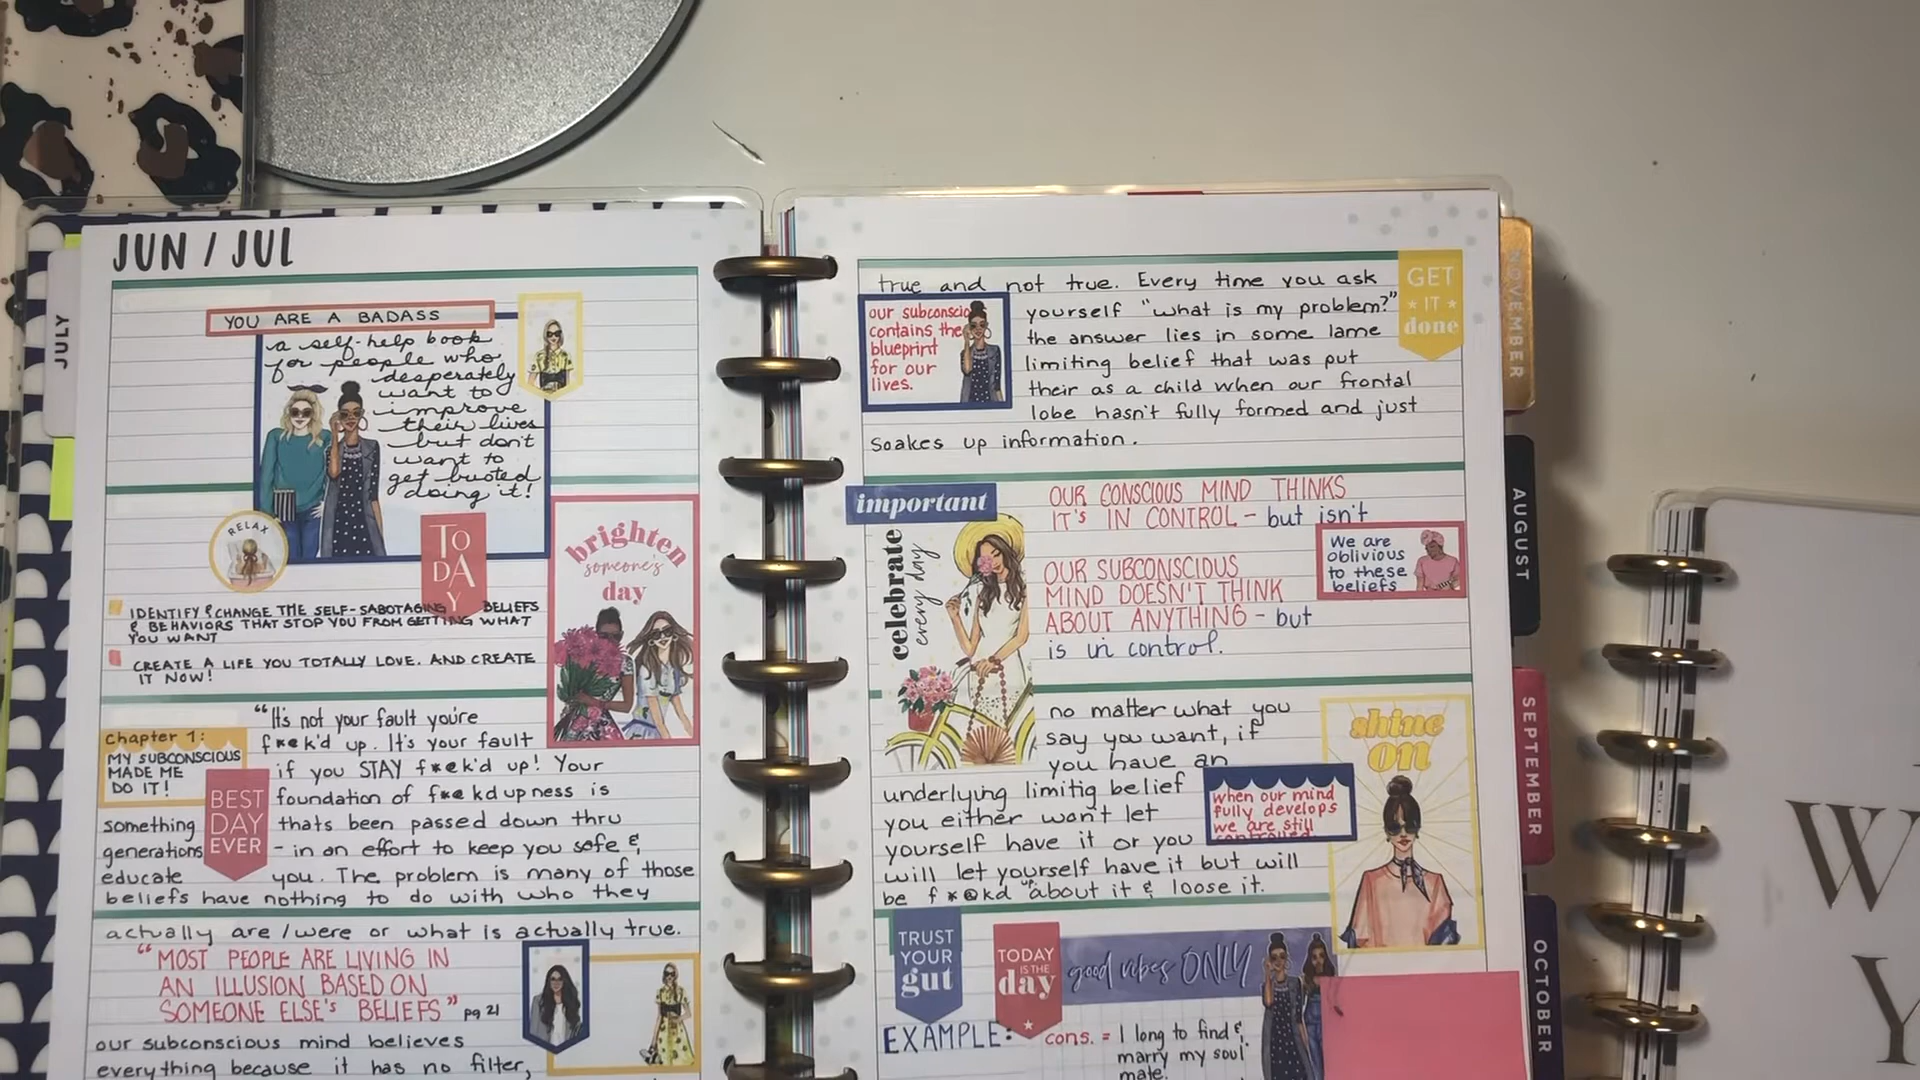 JUN / JUL
JULY
YOU ARE A BADASS
a self-help book
for people who
desperately
want to
improve
their lives
but don't
want to
get busted
doing it!
RELAX
TO
DA
Y
brighten
someone's
day
IDENTIFY & CHANGE THE SELF-SABOTAGING BELIEFS
& BEHAVIORS THAT STOP YOU FROM GETTING WHAT
YOU WANT
CREATE A LIFE YOU TOTALLY LOVE. AND CREATE
IT NOW!
Chapter 1:
MY SUBCONSCIOUS
MADE ME
DO IT!
BEST
DAY
EVER
"It's not your fault you're
f**k'd up. It's your fault
if you STAY f*ek'd up! Your
foundation of f**kd upness is
something thats been passed down thru
generations - in an effort to keep you safe &
educate you. The problem is many of those
beliefs have nothing to do with who they
actually are/were or what is actually true.
"MOST PEOPLE ARE LIVING IN
AN ILLUSION BASED ON
SOMEONE ELSE'S BELIEFS" pg 21
our subconscious mind believes
everything because it has no filter,
true and not true. Every time you ask
yourself "what is my problem?"
the answer lies in some lame
limiting belief that was put
their as a child when our frontal
lobe hasn't fully formed and just
soakes up information.
our subconscio
contains the
blueprint
for our
lives.
GET
IT
done
important
celebrate
every day
OUR CONSCIOUS MIND THINKS
IT'S IN CONTROL - but isn't
OUR SUBCONSCIOUS
MIND DOESN'T THINK
ABOUT ANYTHING - but
is in control.
We are
oblivious
to these
beliefs
no matter what you
say you want, if
you have an
underlying limitig belief
you either won't let
yourself have it or you
will let yourself have it but will
be f*@kd up about it & loose it.
when our mind
fully develops
we are still
shine
on
TRUST
YOUR
gut
TODAY
IS THE
day
good vibes ONLY
EXAMPLE: cons. = I long to find &
marry my soul
mate.
NOVEMBER
AUGUST
SEPTEMBER
OCTOBER
W
Y